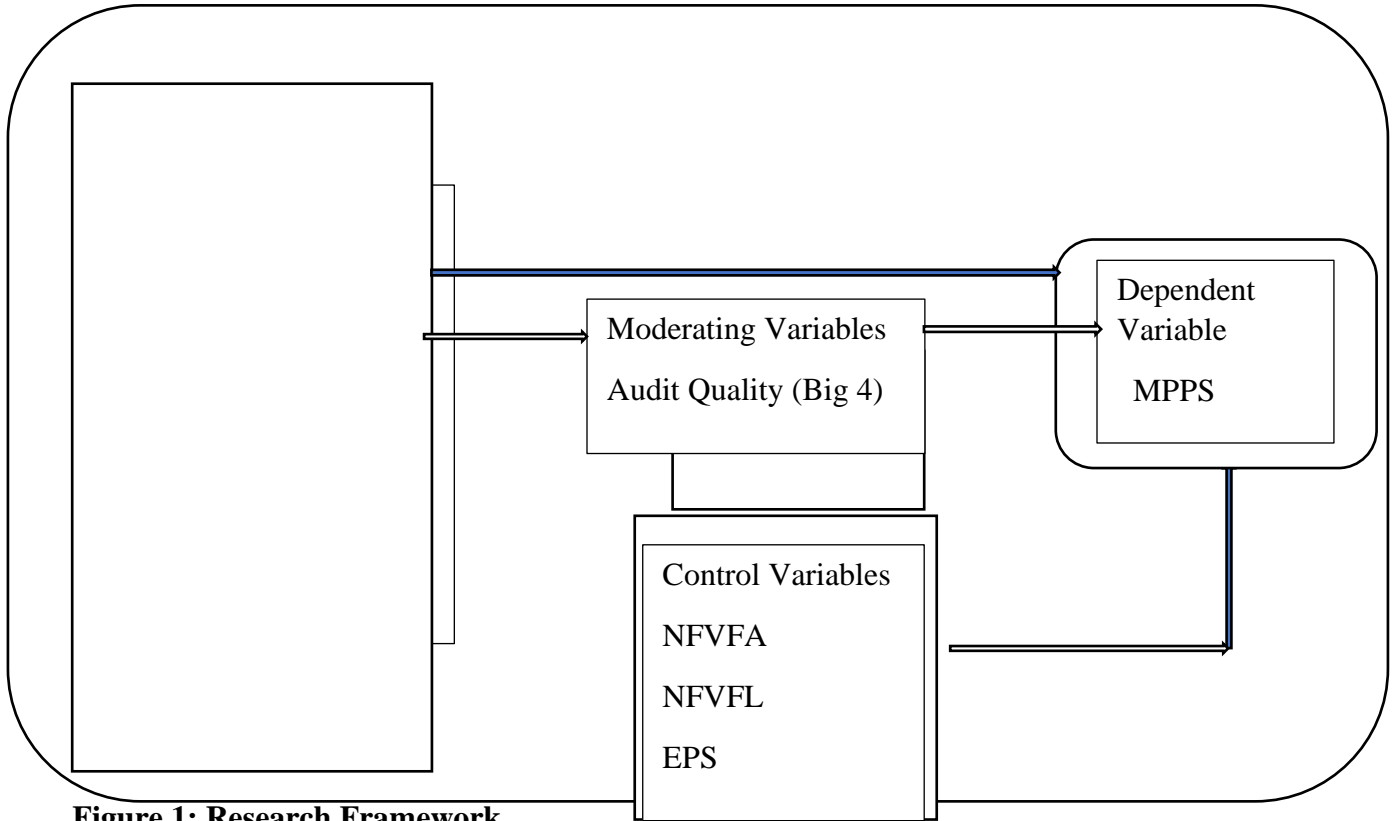 Dependent
Variable
MPPS
Moderating Variables
Audit Quality (Big 4)
Control Variables
NFVFA
NFVFL
EPS
Figure 1: Research Framework